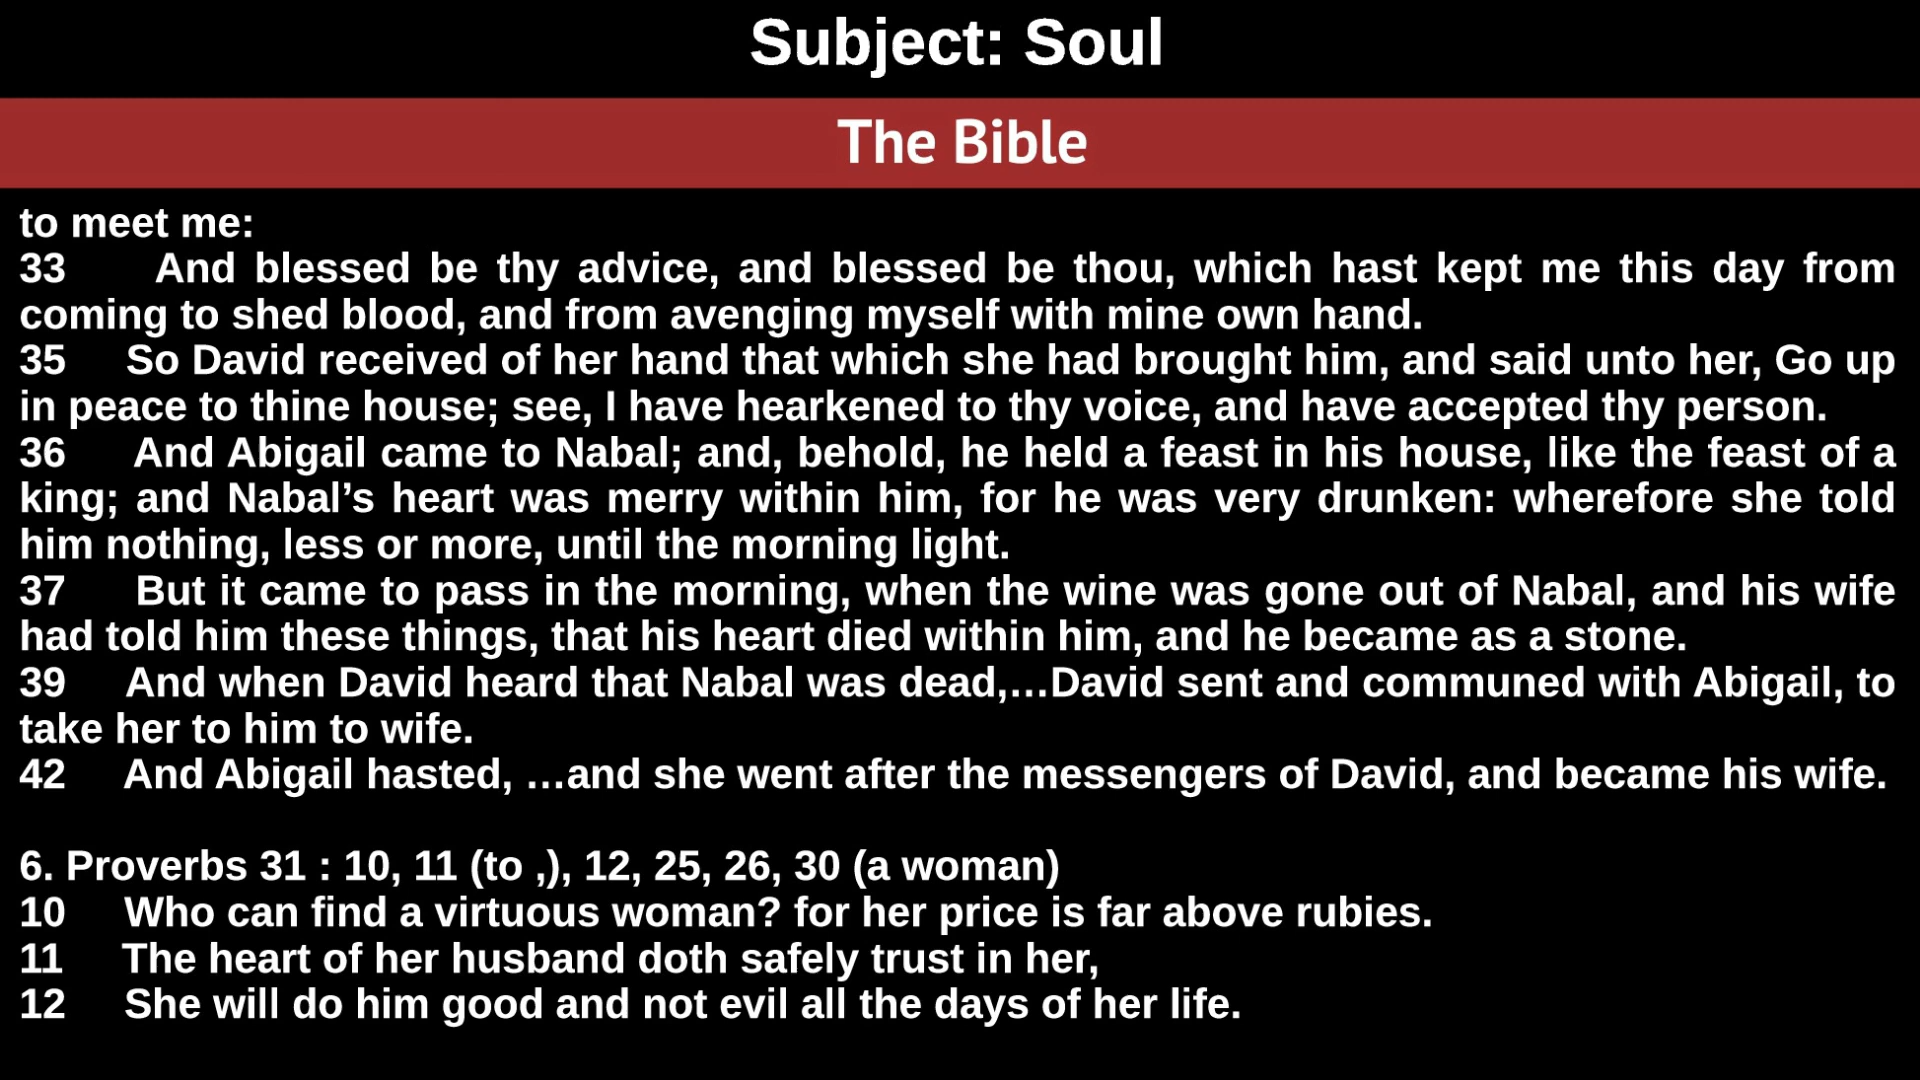 Subject: Soul
The Bible
to meet me:
33 And blessed be thy advice, and blessed be thou, which hast kept me this day from
coming to shed blood, and from avenging myself with mine own hand.
35 So David received of her hand that which she had brought him, and said unto her, Go up
in peace to thine house; see, I have hearkened to thy voice, and have accepted thy person.
36 And Abigail came to Nabal; and, behold, he held a feast in his house, like the feast of a
king; and Nabal’s heart was merry within him, for he was very drunken: wherefore she told
him nothing, less or more, until the morning light.
37 But it came to pass in the morning, when the wine was gone out of Nabal, and his wife
had told him these things, that his heart died within him, and he became as a stone.
39 And when David heard that Nabal was dead,…David sent and communed with Abigail, to
take her to him to wife.
42 And Abigail hasted, …and she went after the messengers of David, and became his wife.
6. Proverbs 31 : 10, 11 (to ,), 12, 25, 26, 30 (a woman)
10 Who can find a virtuous woman? for her price is far above rubies.
11 The heart of her husband doth safely trust in her,
12 She will do him good and not evil all the days of her life.